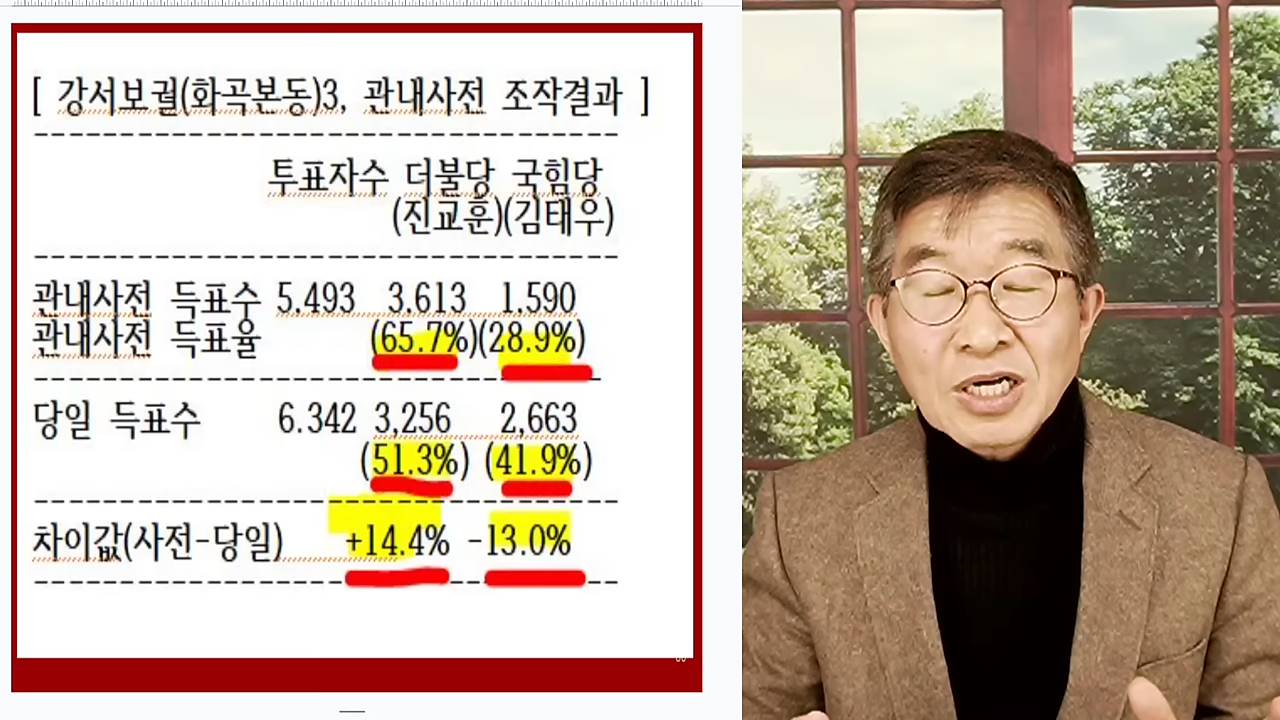 [ 강서보궐(화곡본동)3, 관내사전 조작결과 ]
투표자수 더불당 국힘당
(진교훈)(김태우)
관내사전 득표수 5.493 3,613 1,590
관내사전 득표율 (65.7%)(28.9%)
당일 득표수 6.342 3,256 2,663
(51.3%) (41.9%)
차이값(사전-당일) +14.4% -13.0%